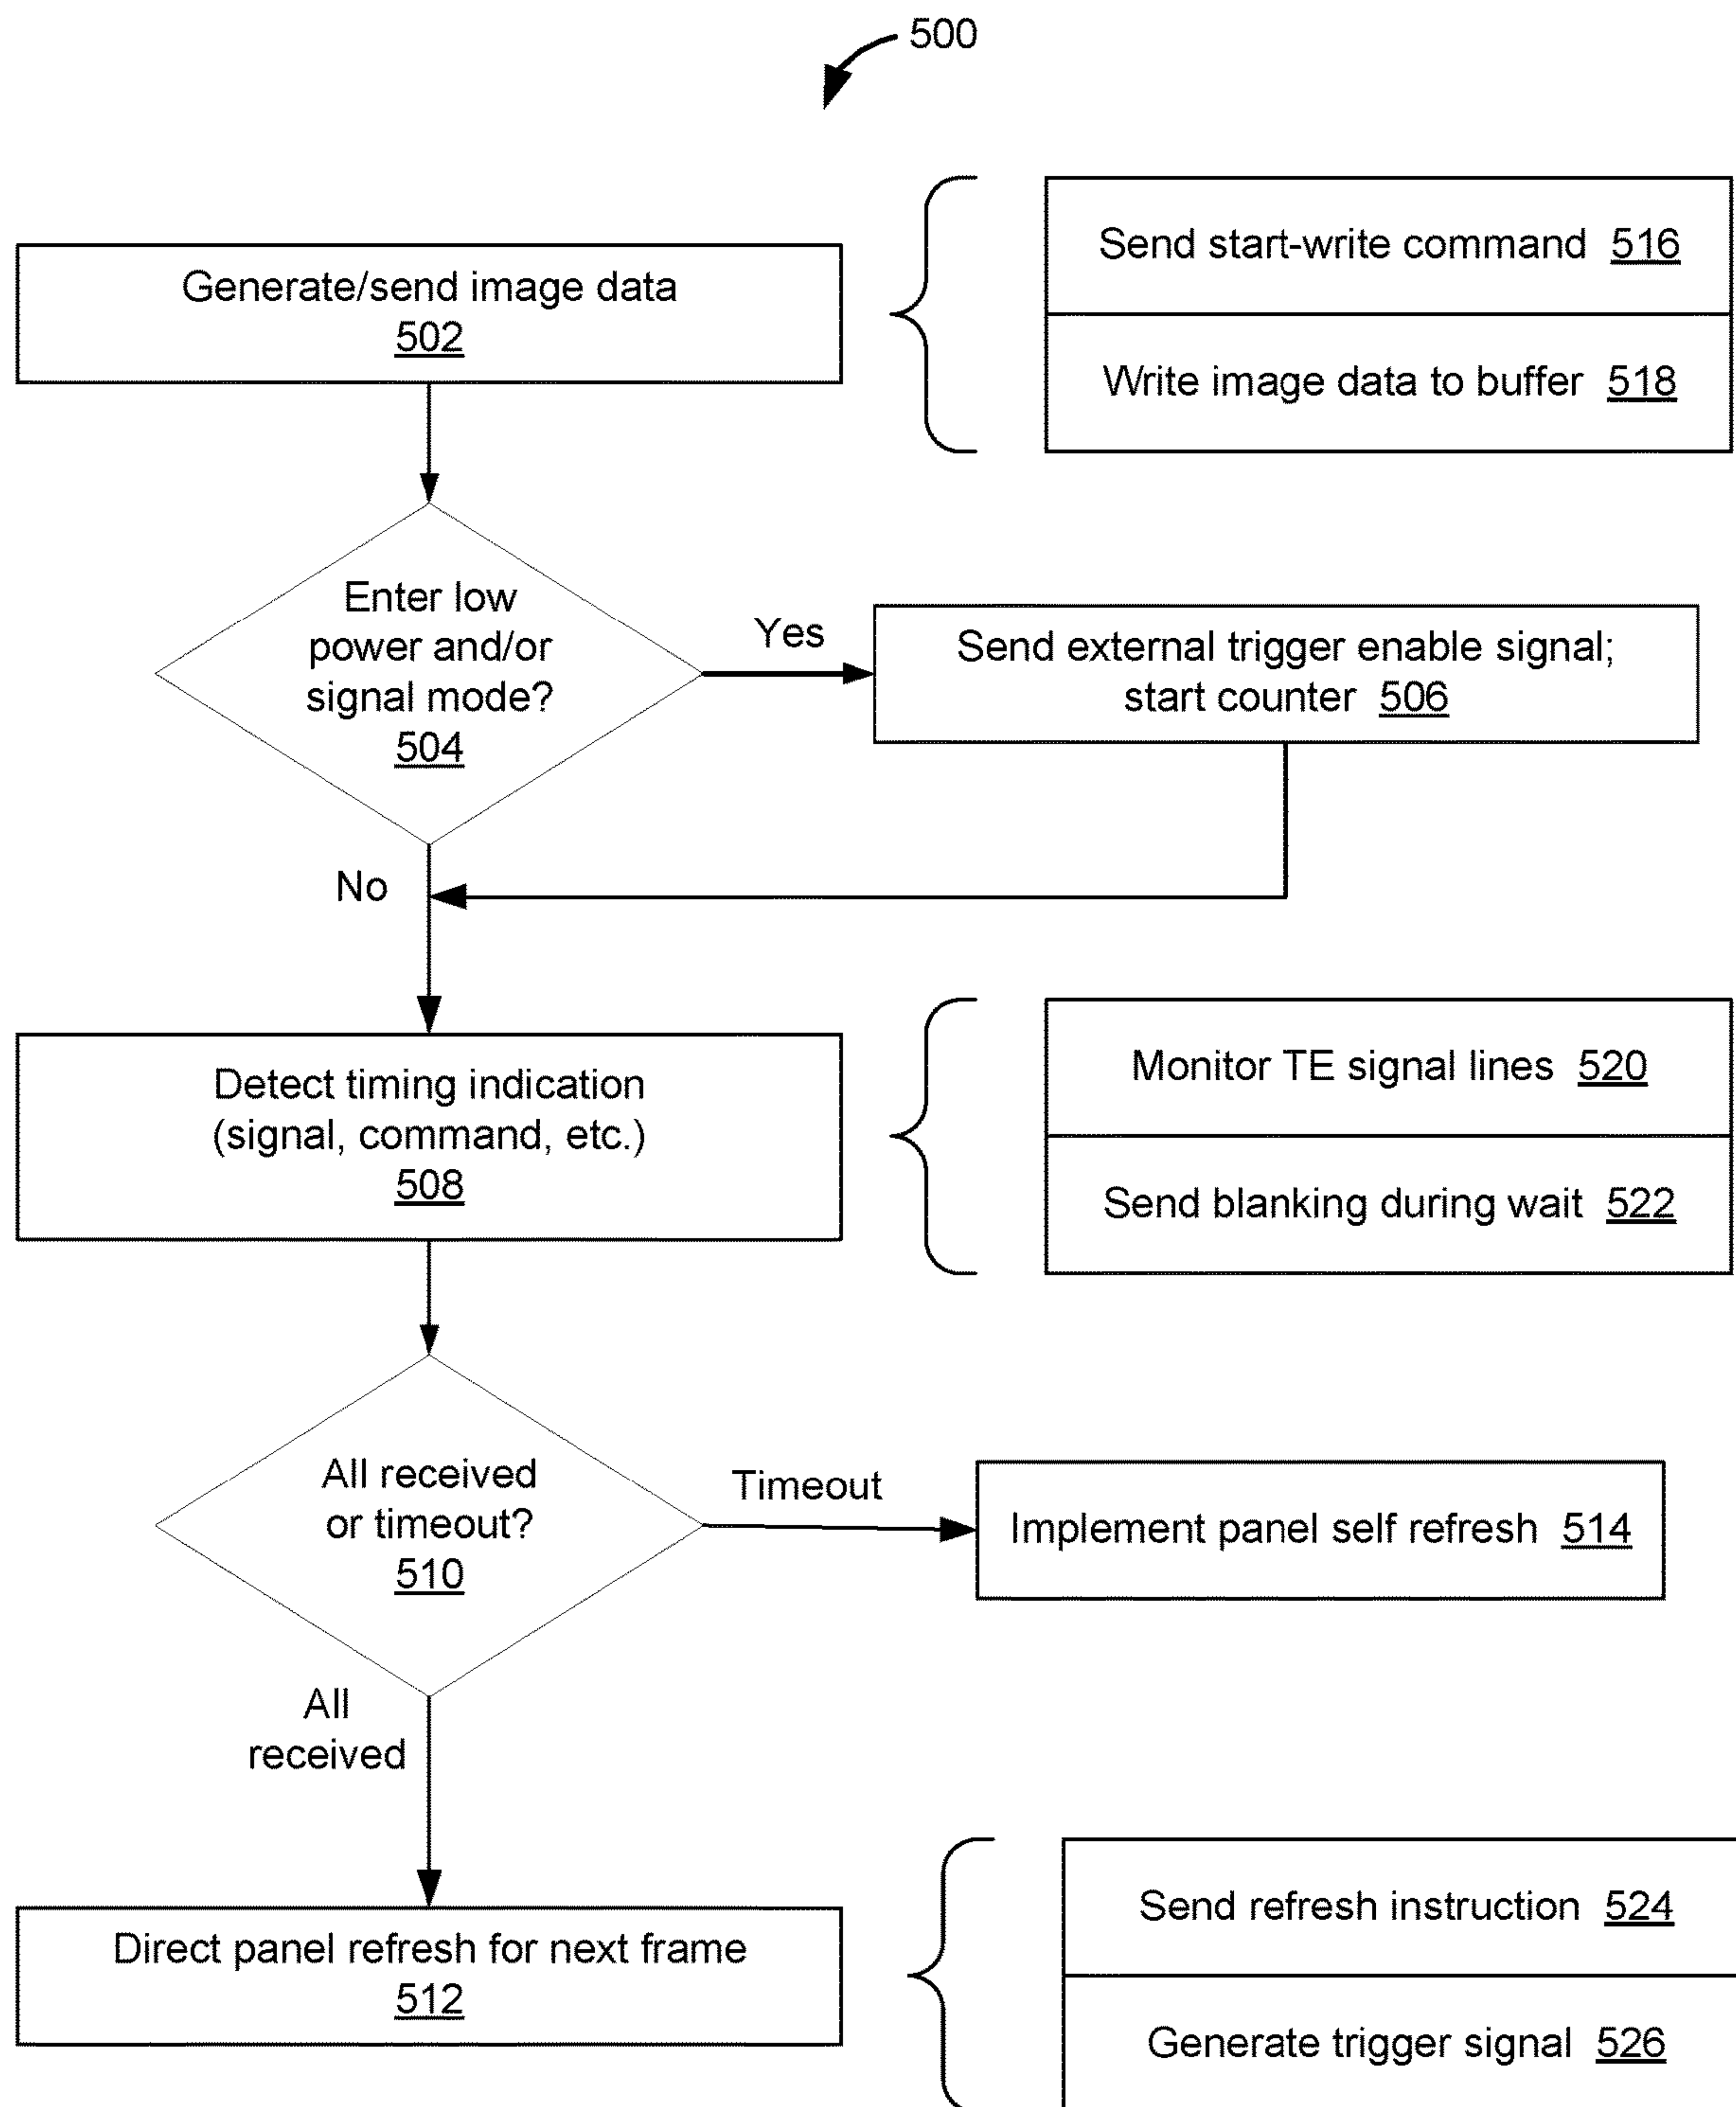 500
Send start-write command 516
Generate/send image data
502
Write image data to buffer 518
Enter low
power and/or
signal mode?
504
Yes
Send external trigger enable signal;
start counter 506
No
Monitor TE signal lines 520
Detect timing indication
(signal, command, etc.)
508
Send blanking during wait 522
All received
or timeout?
510
Timeout
Implement panel self refresh 514
All
received
Send refresh instruction 524
Direct panel refresh for next frame
512
Generate trigger signal 526